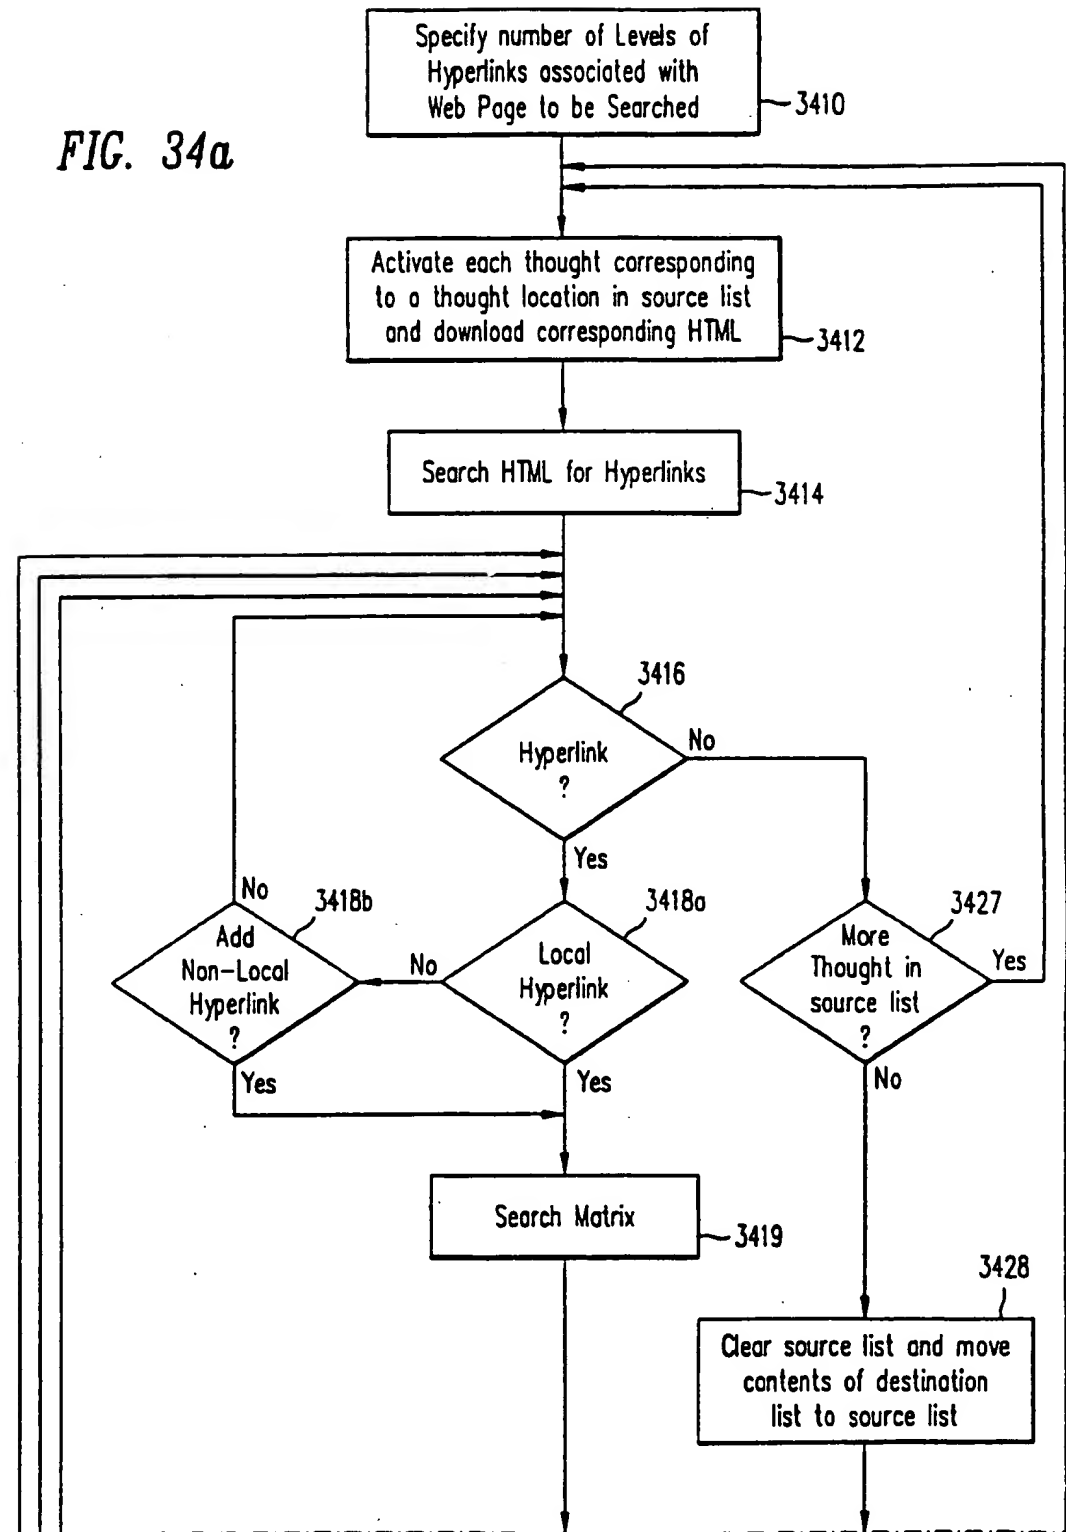 Specify number of Levels of
Hyperlinks associated with
Web Page to be Searched
3410
FIG. 34a
Activate each thought corresponding
to a thought location in source list
and download corresponding HTML
3412
Search HTML for Hyperlinks
3414
3416
Hyperlink
?
No
Yes
No
3418b
Add
Non-Local
Hyperlink
?
Yes
No
3418a
Local
Hyperlink
?
Yes
3427
More
Thought in
source list
?
Yes
No
Search Matrix
3419
3428
Clear source list and move
contents of destination
list to source list